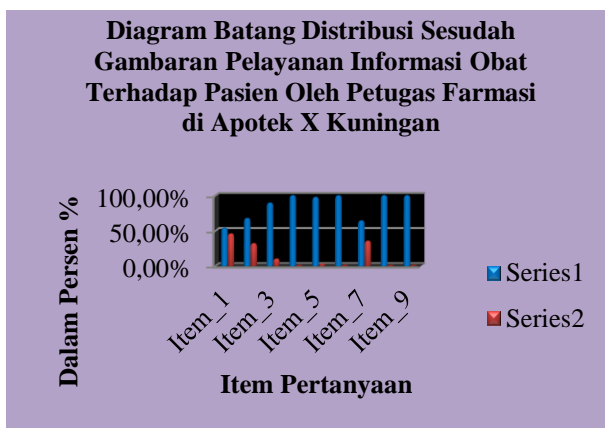 Diagram Batang Distribusi Sesudah
Gambaran Pelayanan Informasi Obat
Terhadap Pasien Oleh Petugas Farmasi
di Apotek X Kuningan
Dalam Persen %
100,00%
50,00%
0,00%
Item_1
Item_3
Item_5
Item_7
Item_9
Item Pertanyaan
Series1
Series2